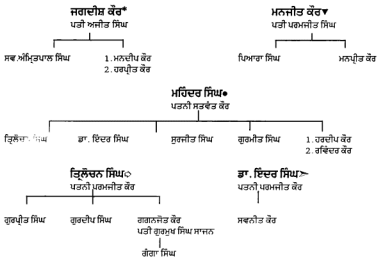 ਜਗਦੀਸ਼ ਕੌਰ* ਮਨਜੀਤ ਕੌਰ▼
ਪਤੀ ਅਜੀਤ ਸਿੰਘ ਪਤੀ ਪਰਮਜੀਤ ਸਿੰਘ
ਸਵ. ਅੰਮ੍ਰਿਤਪਾਲ ਸਿੰਘ 1.ਮਨਦੀਪ ਕੌਰ ਪਿਆਰਾ ਸਿੰਘ ਮਨਪ੍ਰੀਤ ਕੌਰ
2.ਹਰਪ੍ਰੀਤ ਕੌਰ
ਮਹਿੰਦਰ ਸਿੰਘ●
ਪਤਨੀ ਸਤਵੰਤ ਕੌਰ
ਤ੍ਰਿਲੋਚਨ ਸਿੰਘ ਡਾ. ਇੰਦਰ ਸਿੰਘ ਸੁਰਜੀਤ ਸਿੰਘ ਗੁਰਮੀਤ ਸਿੰਘ 1.ਹਰਦੀਪ ਕੌਰ
2.ਰਵਿੰਦਰ ਕੌਰ
ਤ੍ਰਿਲੋਚਨ ਸਿੰਘ◇ ਡਾ. ਇੰਦਰ ਸਿੰਘ➣
ਪਤਨੀ ਪਰਮਜੀਤ ਕੌਰ ਪਤਨੀ ਪਰਮਜੀਤ ਕੌਰ
ਗੁਰਪ੍ਰੀਤ ਸਿੰਘ ਗੁਰਦੀਪ ਸਿੰਘ ਗਗਨਜੋਤ ਕੌਰ ਸਵਨੀਤ ਕੌਰ
ਪਤੀ ਗੁਰਮੁਖ ਸਿੰਘ ਸਾਜਨ
ਗੰਗਾ ਸਿੰਘ